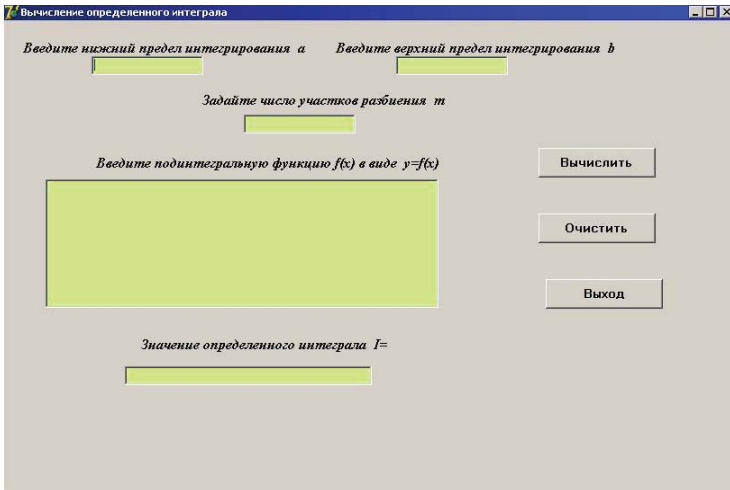 Вычисление определенного интеграла
Введите нижний предел интегрирования a
Введите верхний предел интегрирования b
Задайте число участков разбиения m
Введите подинтегральную функцию f(x) в виде y=f(x)
Вычислить
Очистить
Выход
Значение определенного интеграла I=